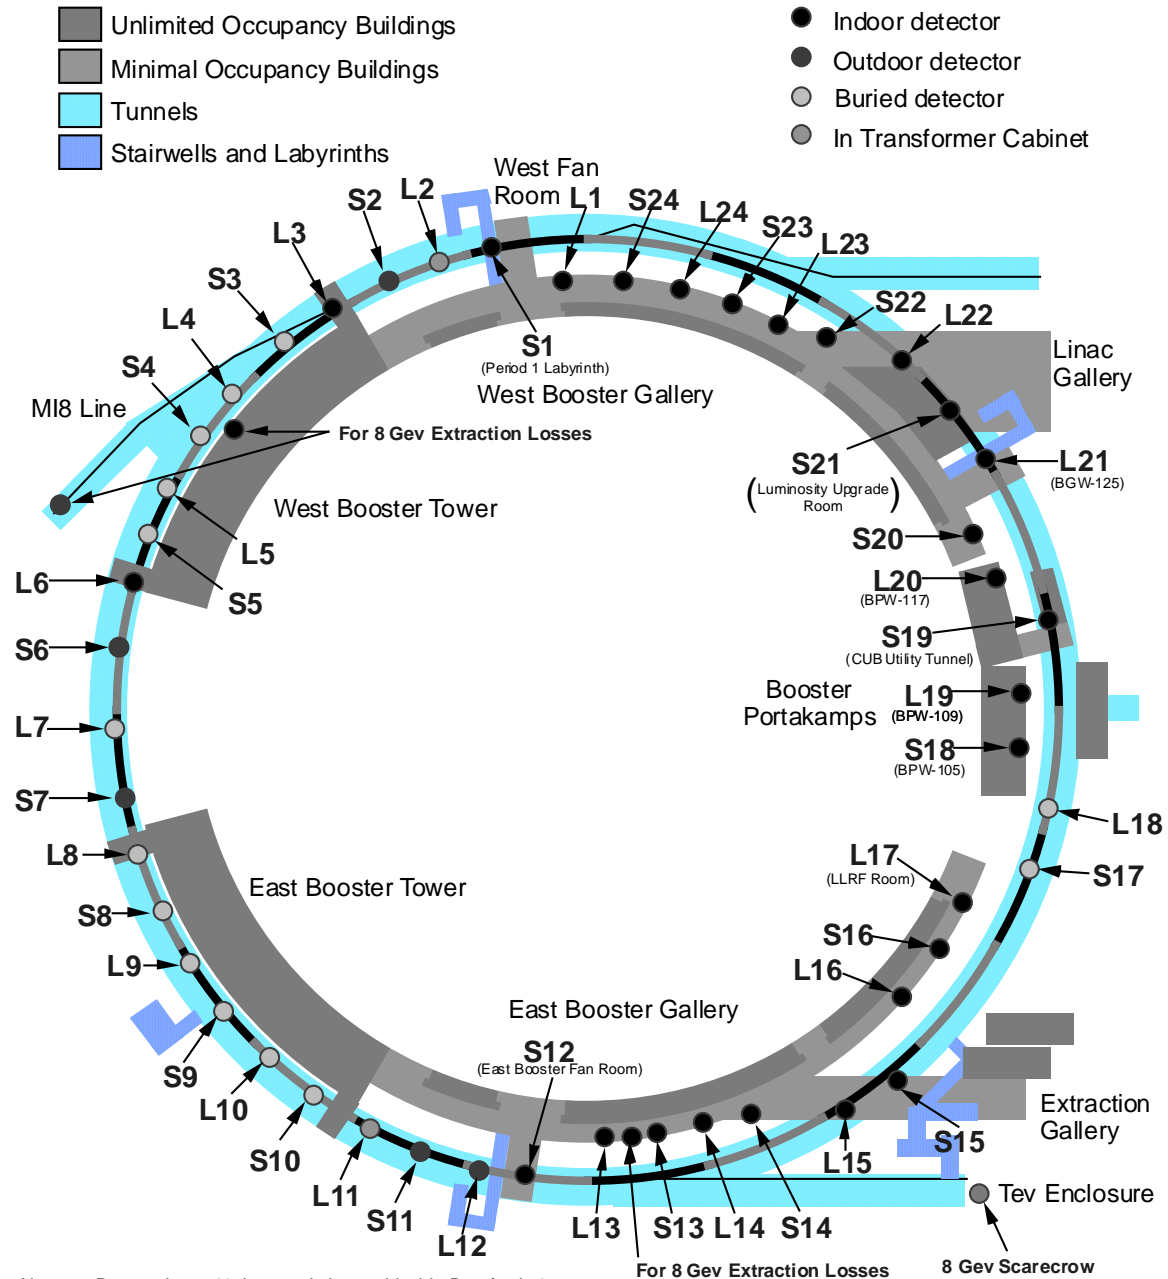 Unlimited Occupancy Buildings
Minimal Occupancy Buildings
Tunnels
Stairwells and Labyrinths
Indoor detector
Outdoor detector
Buried detector
In Transformer Cabinet
West Fan
Room
L1
S24
L24
S23
L23
S22
L22
L2
S2
L3
S3
L4
S4
MI8 Line
S1
(Period 1 Labyrinth)
West Booster Gallery
Linac
Gallery
For 8 Gev Extraction Losses
L21
(BGW-125)
S21
(Luminosity Upgrade
Room)
West Booster Tower
L5
S5
L6
S6
L7
S7
S20
L20
(BPW-117)
S19
(CUB Utility Tunnel)
Booster
Portakamps
L19
(BPW-109)
S18
(BPW-105)
L18
S17
L17
(LLRF Room)
S16
L16
L8
East Booster Tower
S8
L9
S9
L10
S10
L11
S11
L12
East Booster Gallery
S12
(East Booster Fan Room)
Extraction
Gallery
S15
L15
L13
S13
L14
S14
Tev Enclosure
8 Gev Scarecrow
For 8 Gev Extraction Losses